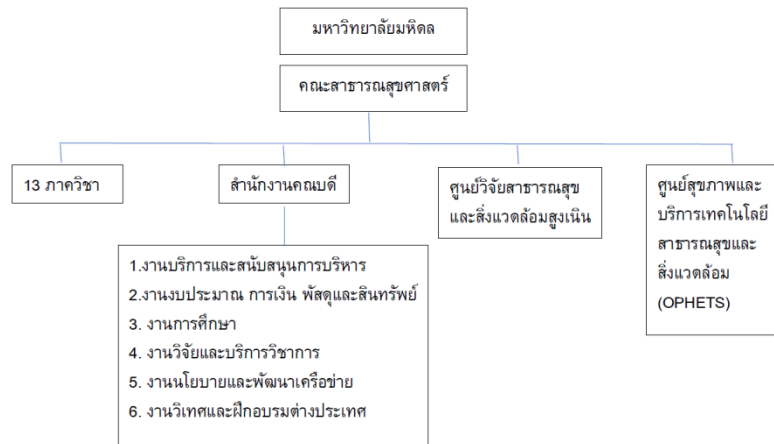 มหาวิทยาลัยมหิดล
คณะสาธารณสุขศาสตร์
13 ภาควิชา
สำนักงานคณบดี
ศูนย์วิจัยสาธารณสุข
และสิ่งแวดล้อมสูงเนิน
ศูนย์สุขภาพและ
บริการเทคโนโลยี
สาธารณสุขและ
สิ่งแวดล้อม
(OPHETS)
1.งานบริการและสนับสนุนการบริหาร
2.งานงบประมาณ การเงิน พัสดุและสินทรัพย์
3. งานการศึกษา
4. งานวิจัยและบริการวิชาการ
5. งานนโยบายและพัฒนาเครือข่าย
6. งานวิเทศและฝึกอบรมต่างประเทศ